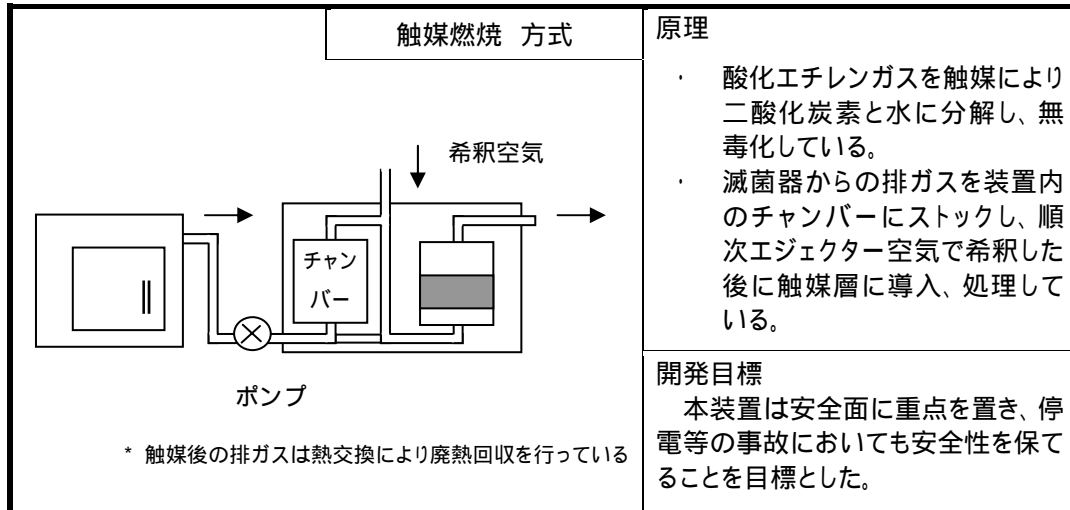 触媒燃焼 方式
希釈空気
チャン
バー
ポンプ
* 触媒後の排ガスは熱交換により廃熱回収を行っている
原理
・ 酸化エチレンガスを触媒により
二酸化炭素と水に分解し、無
毒化している。
・ 滅菌器からの排ガスを装置内
のチャンバーにストックし、順
次エジェクター空気で希釈した
後に触媒層に導入、処理して
いる。
開発目標
本装置は安全面に重点を置き、停
電等の事故においても安全性を保て
ることを目標とした。